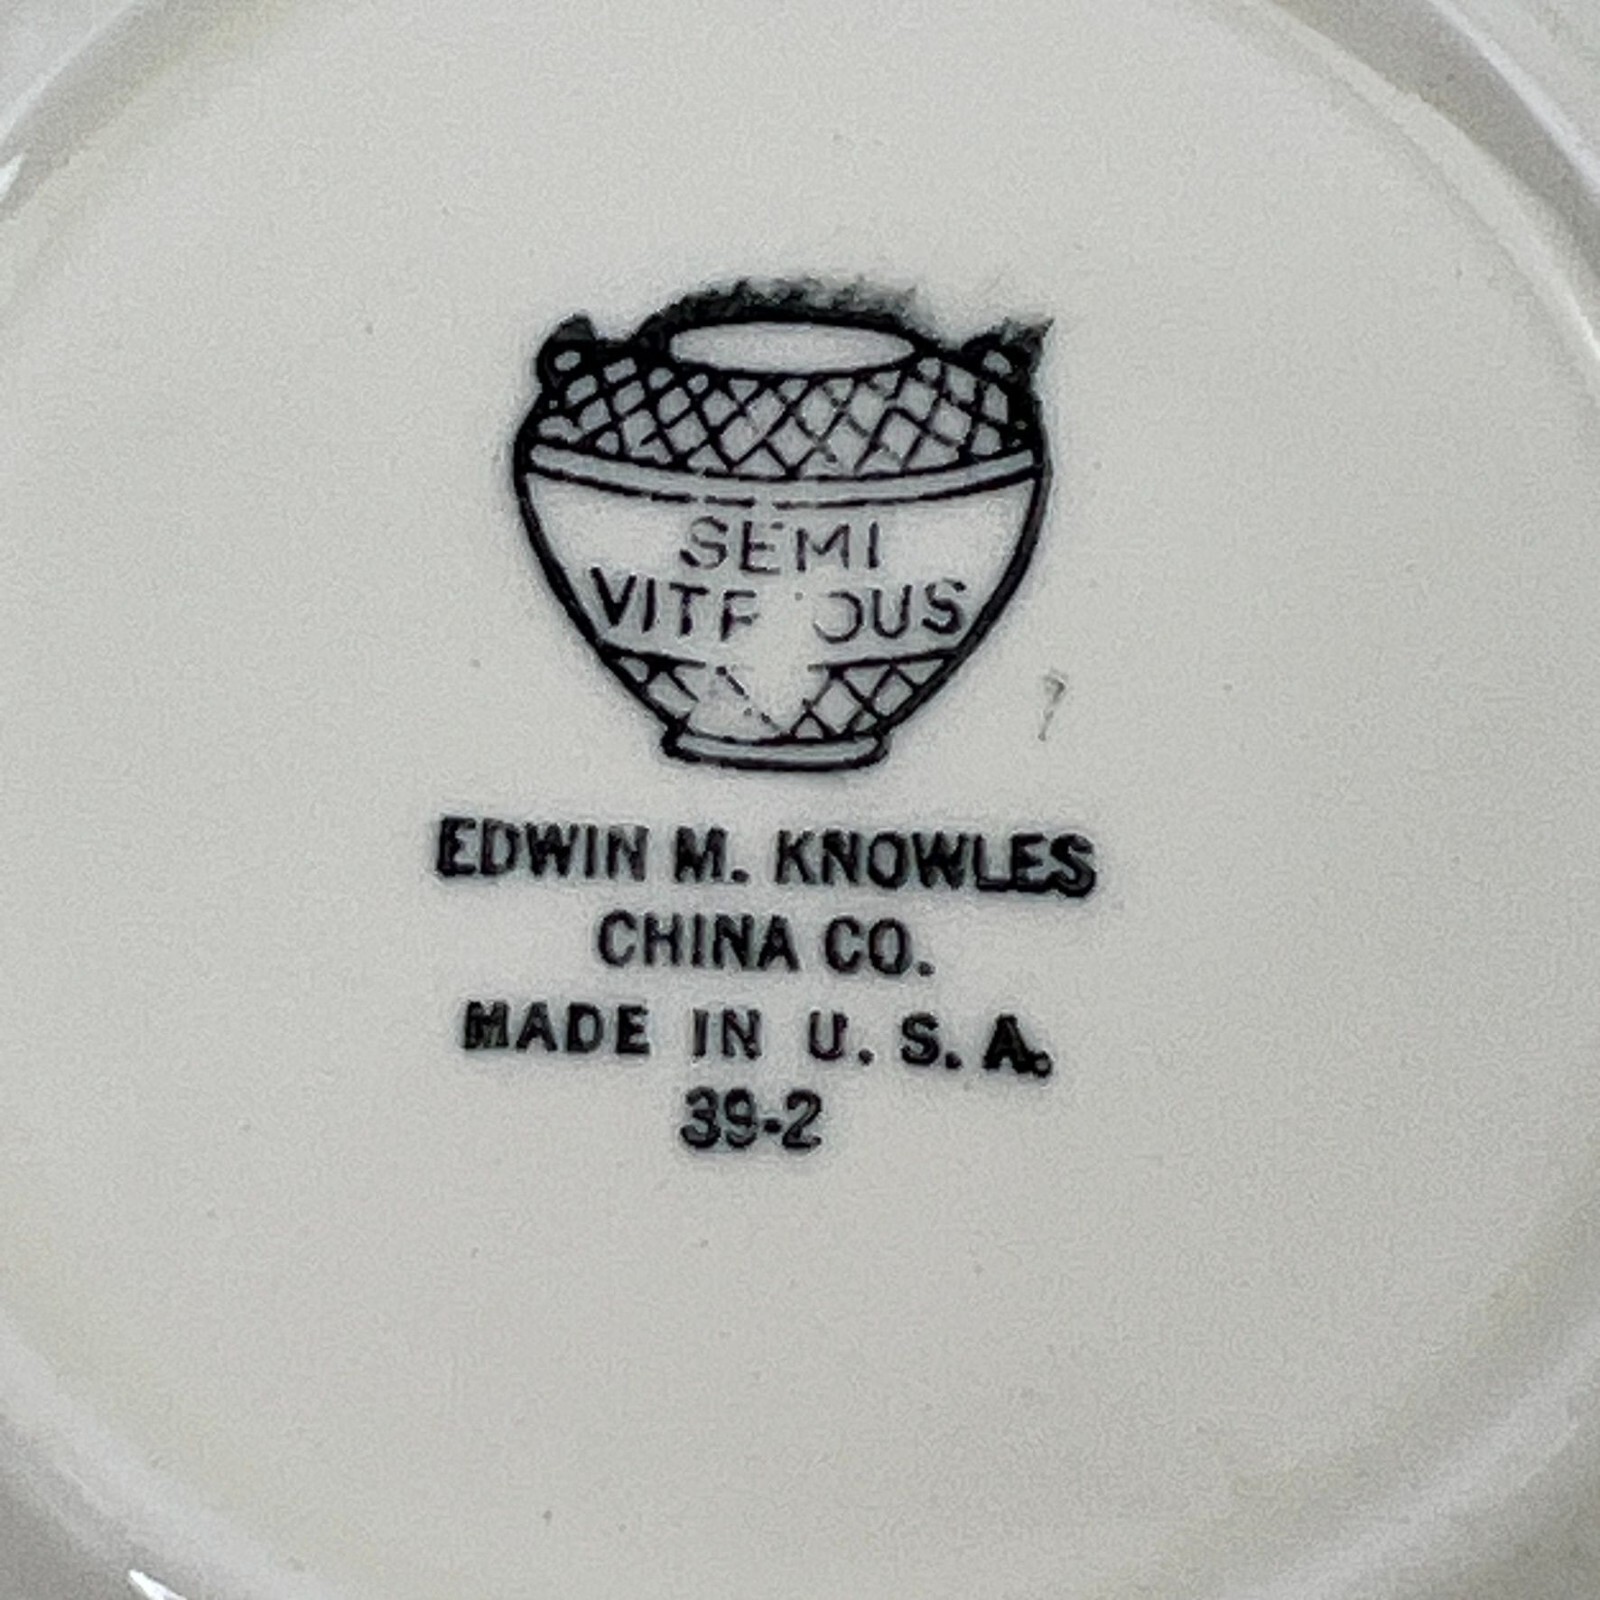 SEMI
EDWIN M. KNOWLES
CHINA CO.
MADE IN U. S. A.
39-2